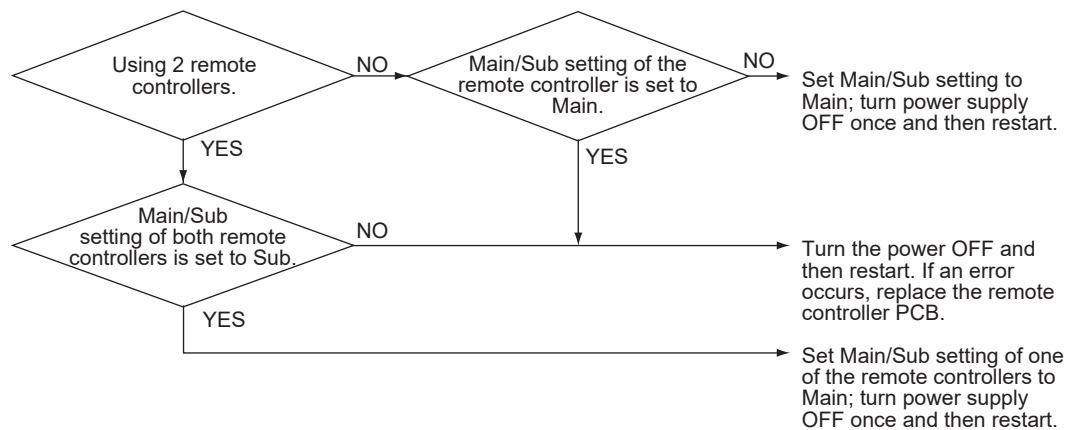 Using 2 remote
controllers.
NO
Main/Sub setting of the
remote controller is set to
Main.
NO
Set Main/Sub setting to
Main; turn power supply
OFF once and then restart.
YES
YES
Main/Sub
setting of both remote
controllers is set to Sub.
NO
Turn the power OFF and
then restart. If an error
occurs, replace the remote
controller PCB.
YES
Set Main/Sub setting of one
of the remote controllers to
Main; turn power supply
OFF once and then restart.